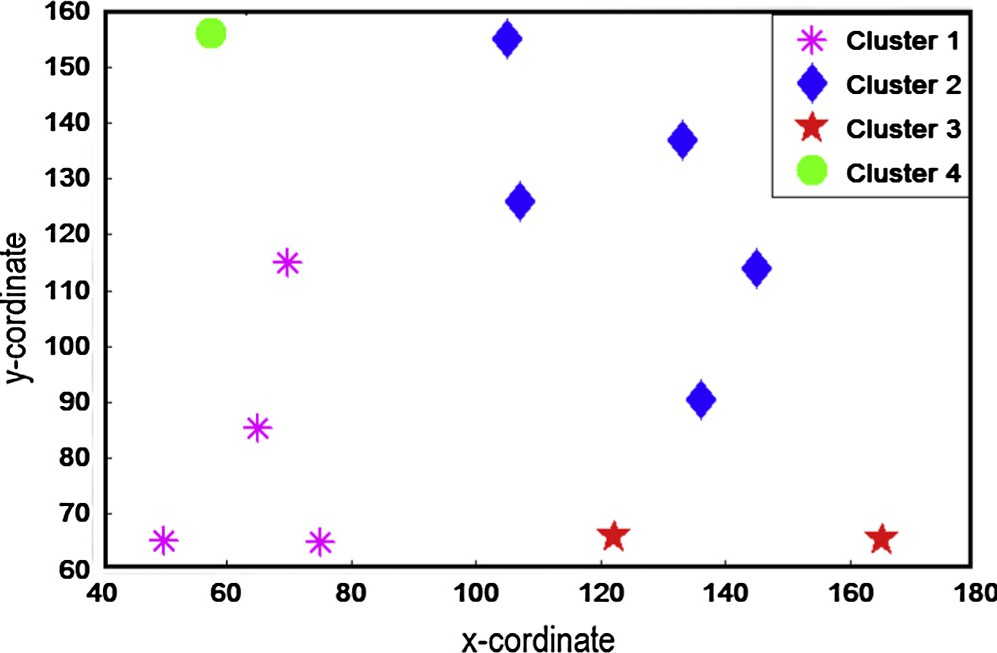 160
150
140
130
120
110
100
90
80
70
60
y-cordinate
Cluster 1
Cluster 2
Cluster 3
Cluster 4
40 60 80 100 120 140 160 180
x-cordinate